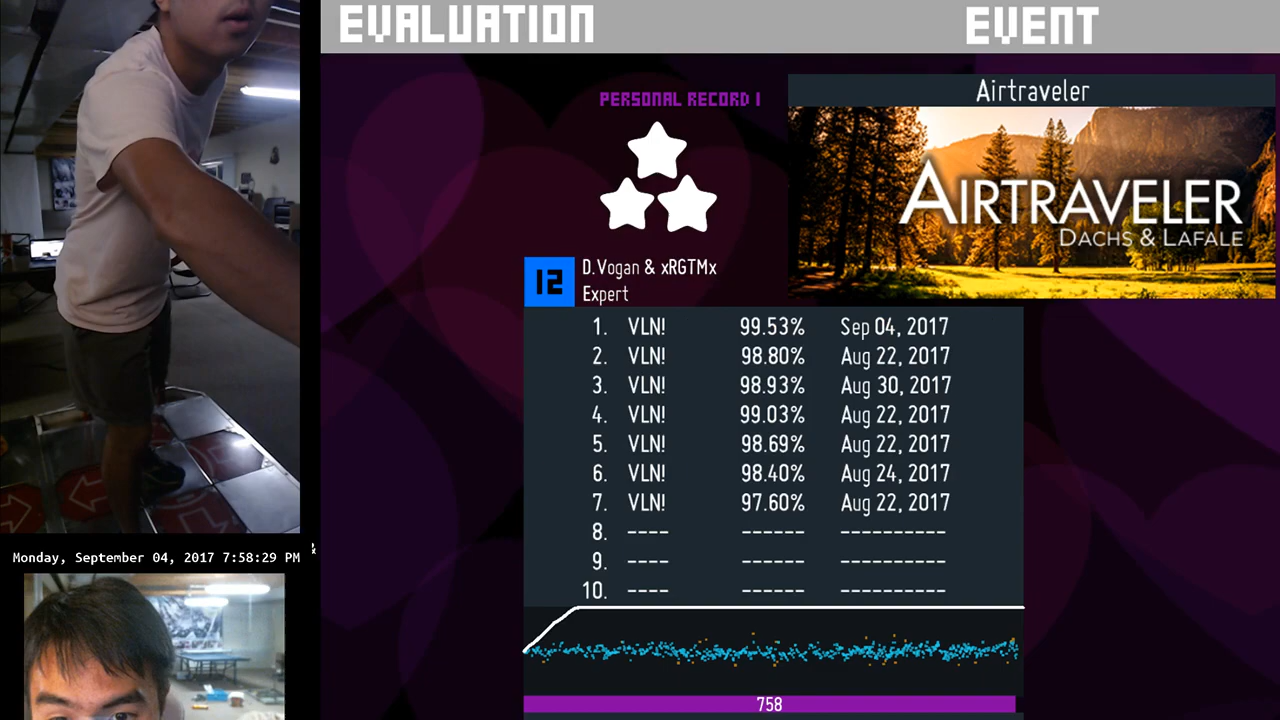 EVALUATION
EVENT
PERSONAL RECORD 1
Airtraveler
AIRTRAVELER
DACHS & LAFALE
12
D.Vogan & xRGTMx
Expert
1. VLN! 99.53% Sep 04, 2017
2. VLN! 98.80% Aug 22, 2017
3. VLN! 98.93% Aug 30, 2017
4. VLN! 99.03% Aug 22, 2017
5. VLN! 98.69% Aug 22, 2017
6. VLN! 98.40% Aug 24, 2017
7. VLN! 97.60% Aug 22, 2017
8. ---- ------ ----------
9. ---- ------ ----------
10. ---- ------ ----------
758
Monday, September 04, 2017 7:58:29 PM
&